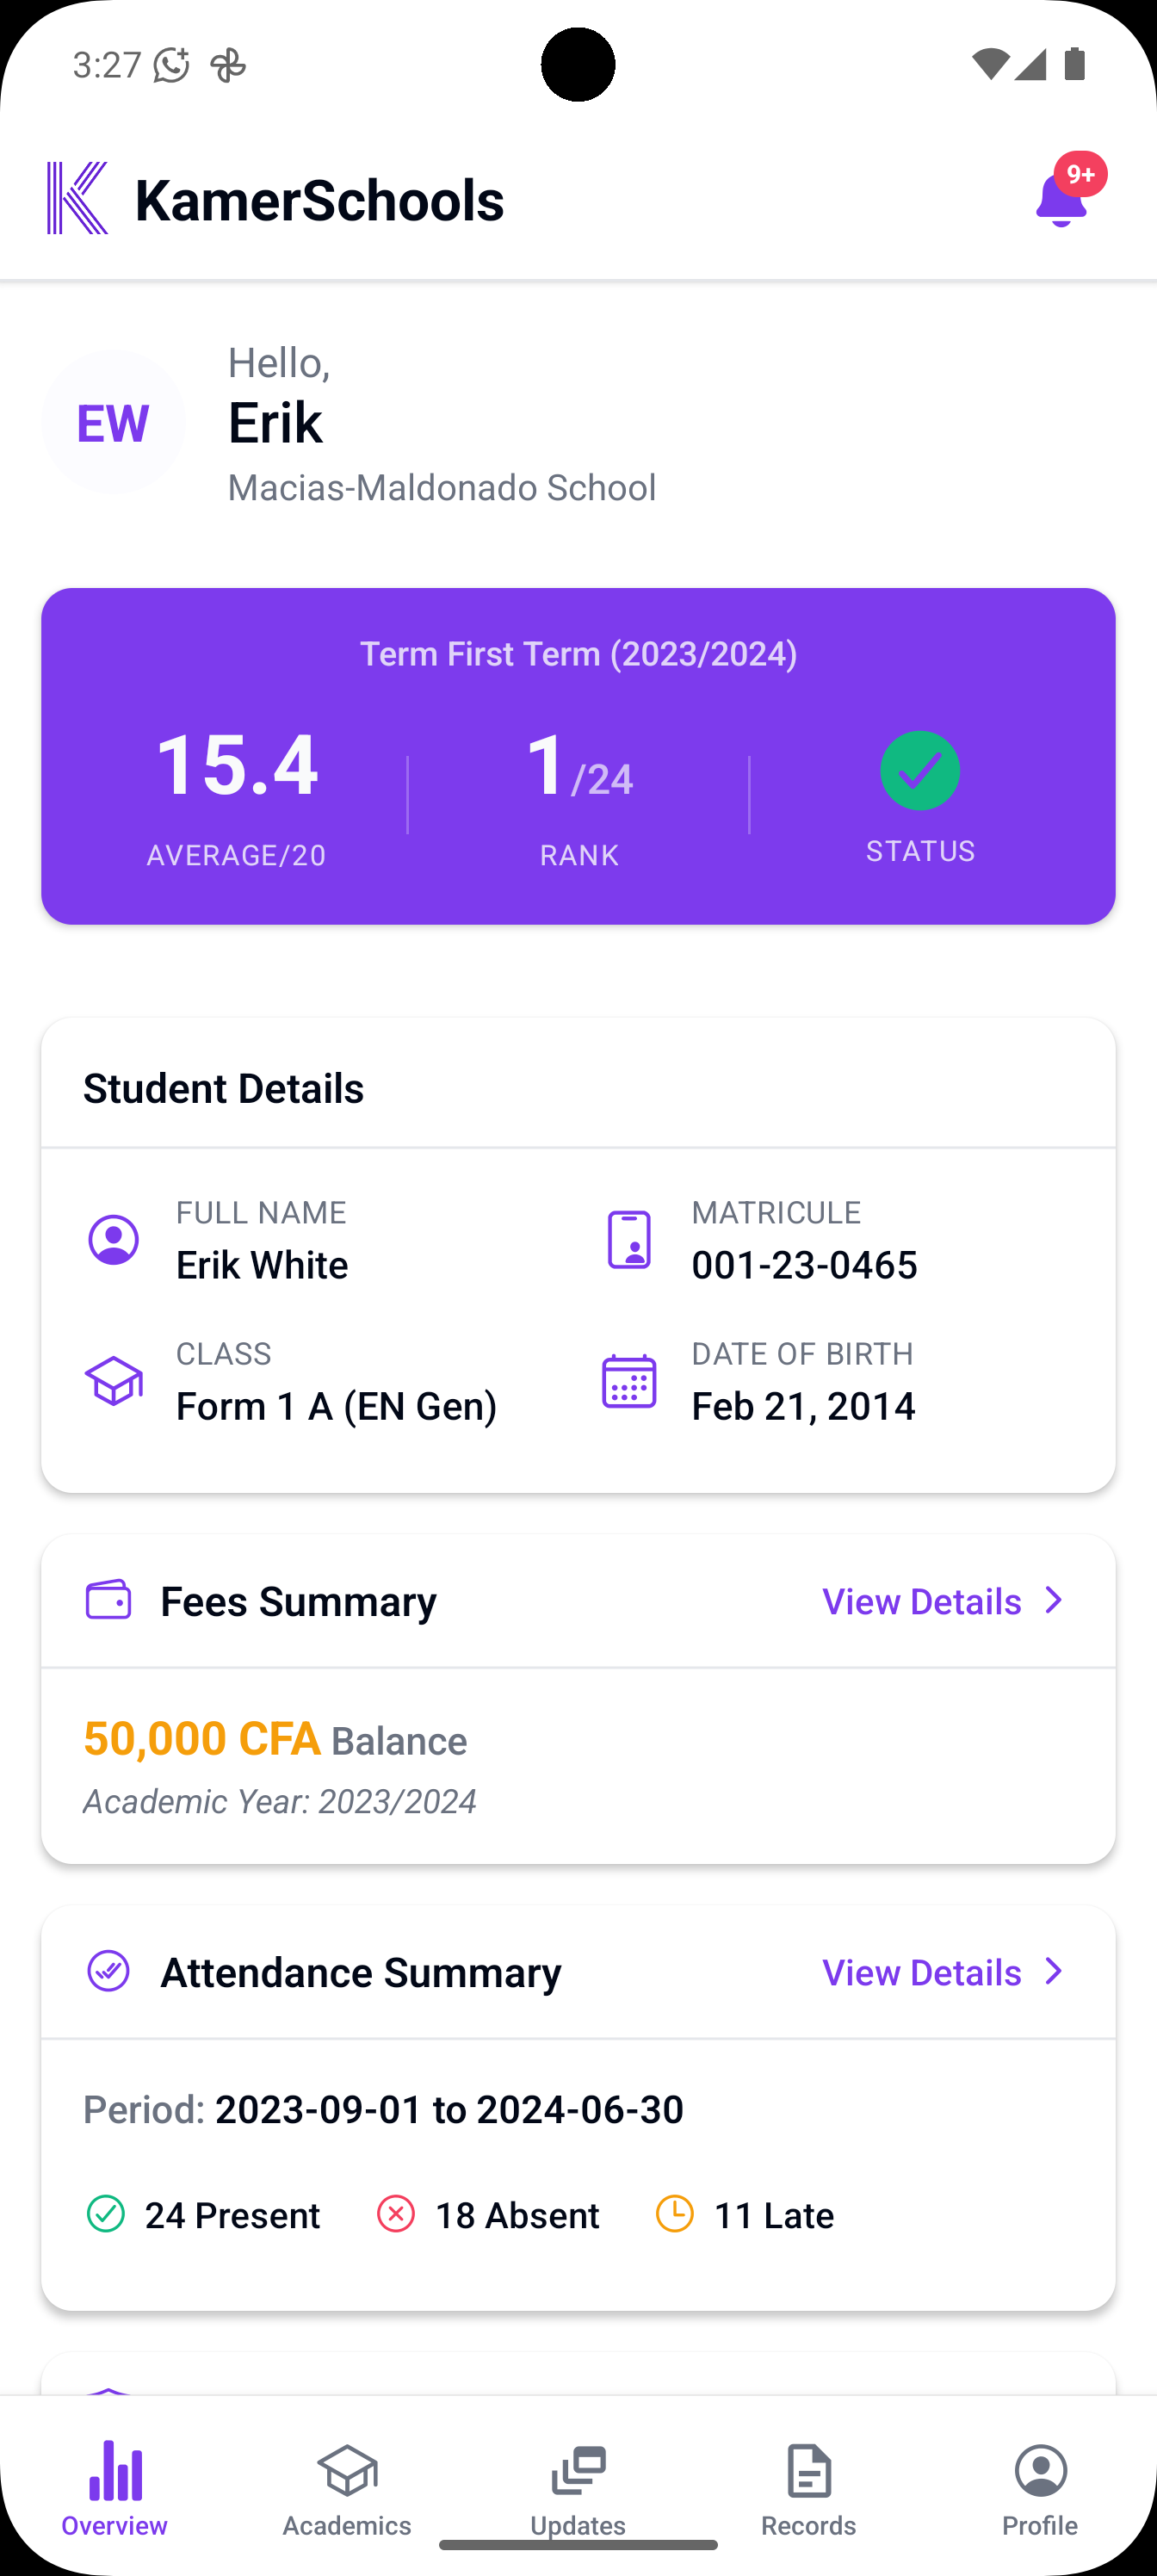 3:27
KamerSchools
9+
EW
Hello,
Erik
Macias-Maldonado School
Term First Term (2023/2024)
15.4
AVERAGE/20
1/24
RANK
STATUS
Student Details
FULL NAME
Erik White
MATRICULE
001-23-0465
CLASS
Form 1 A (EN Gen)
DATE OF BIRTH
Feb 21, 2014
Fees Summary
View Details
50,000 CFA Balance
Academic Year: 2023/2024
Attendance Summary
View Details
Period: 2023-09-01 to 2024-06-30
24 Present
18 Absent
11 Late
Overview
Academics
Updates
Records
Profile